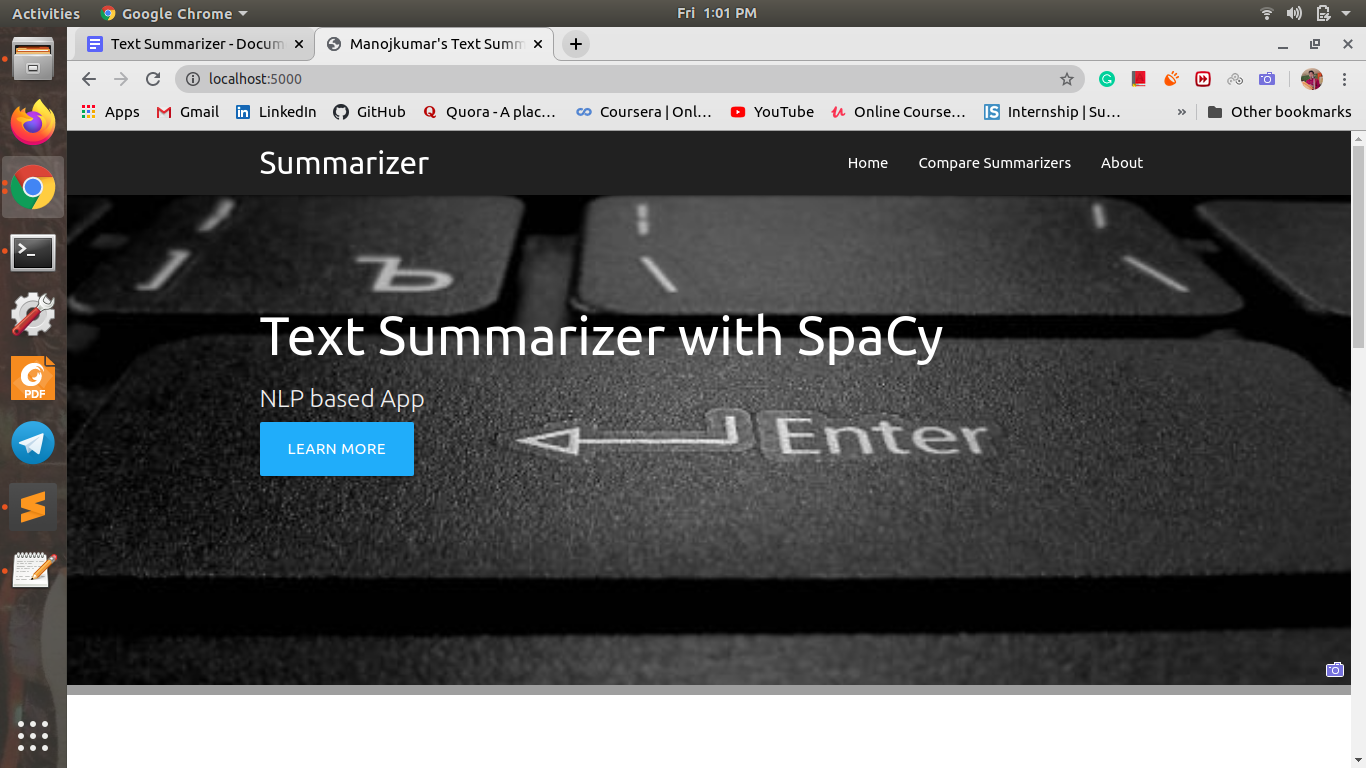 Activities Google Chrome Fri 1:01 PM
Text Summarizer - Docum Manojkumar's Text Summ
localhost:5000
Apps Gmail LinkedIn GitHub Quora - A plac... Coursera | Onl... YouTube Online Course... Internship | Su... » Other bookmarks
Summarizer Home Compare Summarizers About
Ъ
Text Summarizer with SpaCy
NLP based App
Enter
LEARN MORE
PDF